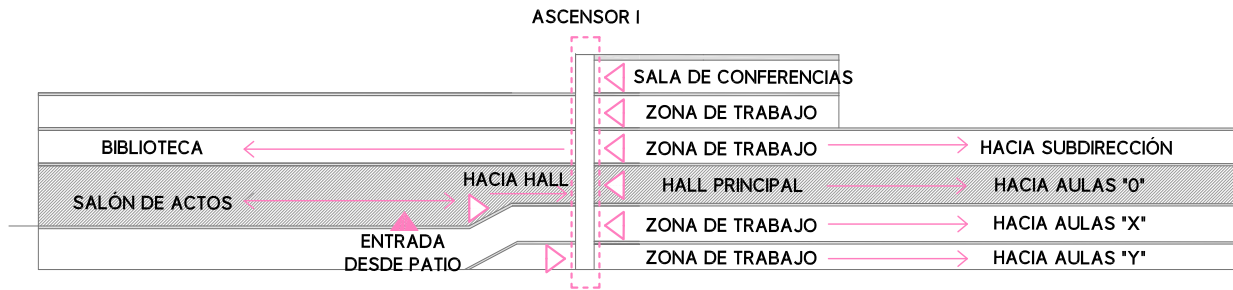 ASCENSOR I
SALA DE CONFERENCIAS
ZONA DE TRABAJO
BIBLIOTECA
ZONA DE TRABAJO
HACIA SUBDIRECCIÓN
HACIA HALL
HALL PRINCIPAL
HACIA AULAS "0"
SALÓN DE ACTOS
ZONA DE TRABAJO
HACIA AULAS "X"
ENTRADA
DESDE PATIO
ZONA DE TRABAJO
HACIA AULAS "Y"